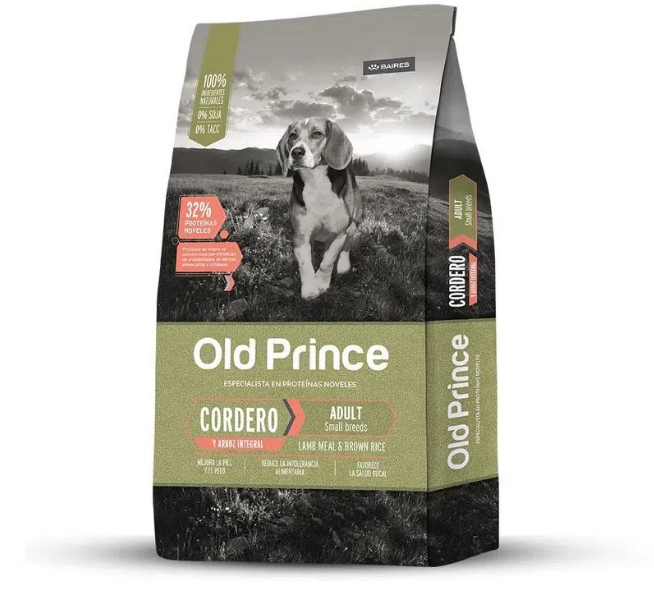 BAIRES
100%
INGREDIENTES
NATURALES
0% SOJA
0% TACC
32%
PROTEÍNAS
NOVELES
Old Prince
ESPECIALISTA EN PROTEÍNAS NOVELES
CORDERO
Y ARROZ INTEGRAL
ADULT
Small breeds
LAMB MEAL & BROWN RICE
MEJORA LA PIEL
Y EL PELO
REDUCE LA INTOLERANCIA
ALIMENTARIA
FAVORECE
LA SALUD BUCAL
ADULT
Small breeds
CORDERO
Y ARROZ INTEGRAL
Old Prince
ESPECIALISTA EN PROTEÍNAS NOVELES